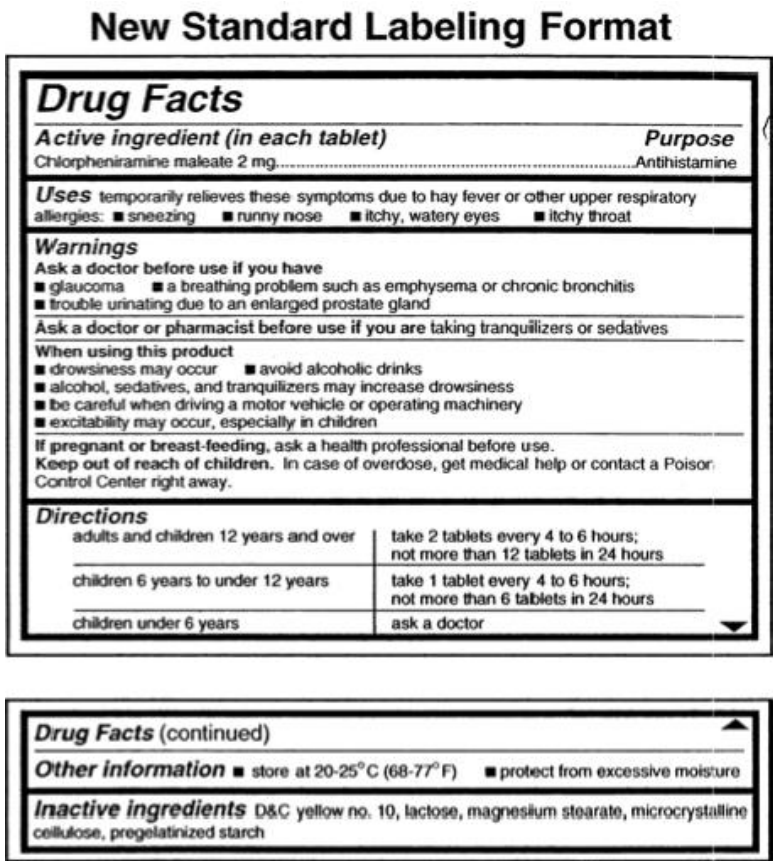 New Standard Labeling Format
Drug Facts
Active ingredient (in each tablet) Purpose
Chlorpheniramine maleate 2 mg.......................................................................Antihistamine
Uses temporarily relieves these symptoms due to hay fever or other upper respiratory
allergies: ■ sneezing ■ runny nose ■ itchy, watery eyes ■ itchy throat
Warnings
Ask a doctor before use if you have
■ glaucoma ■ a breathing problem such as emphysema or chronic bronchitis
■ trouble urinating due to an enlarged prostate gland
Ask a doctor or pharmacist before use if you are taking tranquilizers or sedatives
When using this product
■ drowsiness may occur ■ avoid alcoholic drinks
■ alcohol, sedatives, and tranquilizers may increase drowsiness
■ be careful when driving a motor vehicle or operating machinery
■ excitability may occur, especially in children
If pregnant or breast-feeding, ask a health professional before use.
Keep out of reach of children. In case of overdose, get medical help or contact a Poison
Control Center right away.
Directions
adults and children 12 years and over take 2 tablets every 4 to 6 hours;
not more than 12 tablets in 24 hours
children 6 years to under 12 years take 1 tablet every 4 to 6 hours;
not more than 6 tablets in 24 hours
children under 6 years ask a doctor
Drug Facts (continued)
Other information ■ store at 20-25°C (68-77°F) ■ protect from excessive moisture
Inactive ingredients D&C yellow no. 10, lactose, magnesium stearate, microcrystalline
cellulose, pregelatinized starch